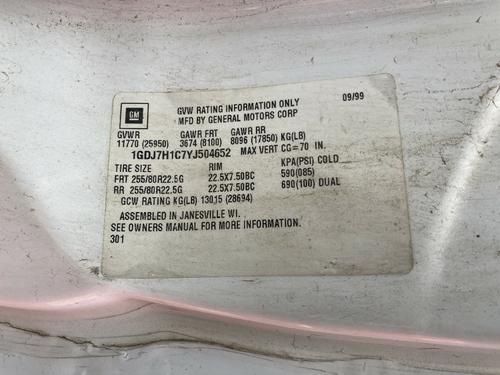 GM
GVW RATING INFORMATION ONLY 09/99
MFD BY GENERAL MOTORS CORP
GVWR GAWR FRT GAWR RR
11770 (25950) 3674 (8100) 8096 (17850) KG(LB)
1GDJ7H1C7YJ504652 MAX VERT CG=70 IN.
TIRE SIZE RIM KPA(PSI) COLD
FRT 255/80R22.5G 22.5X7.50BC 590(085)
RR 255/80R22.5G 22.5X7.50BC 690(100) DUAL
GCW RATING KG(LB) 13015 (28694)
ASSEMBLED IN JANESVILLE WI.
SEE OWNERS MANUAL FOR MORE INFORMATION.
301